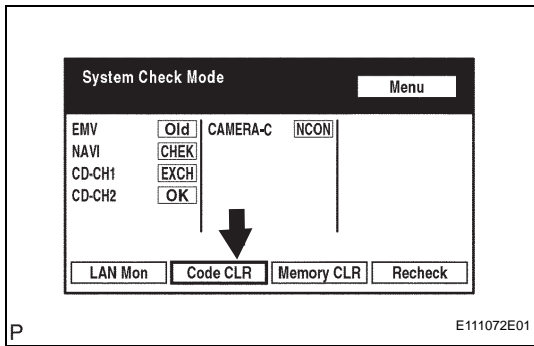 System Check Mode
Menu
EMV Old CAMERA-C NCON
NAVI CHEK
CD-CH1 EXCH
CD-CH2 OK
LAN Mon Code CLR Memory CLR Recheck
P E111072E01